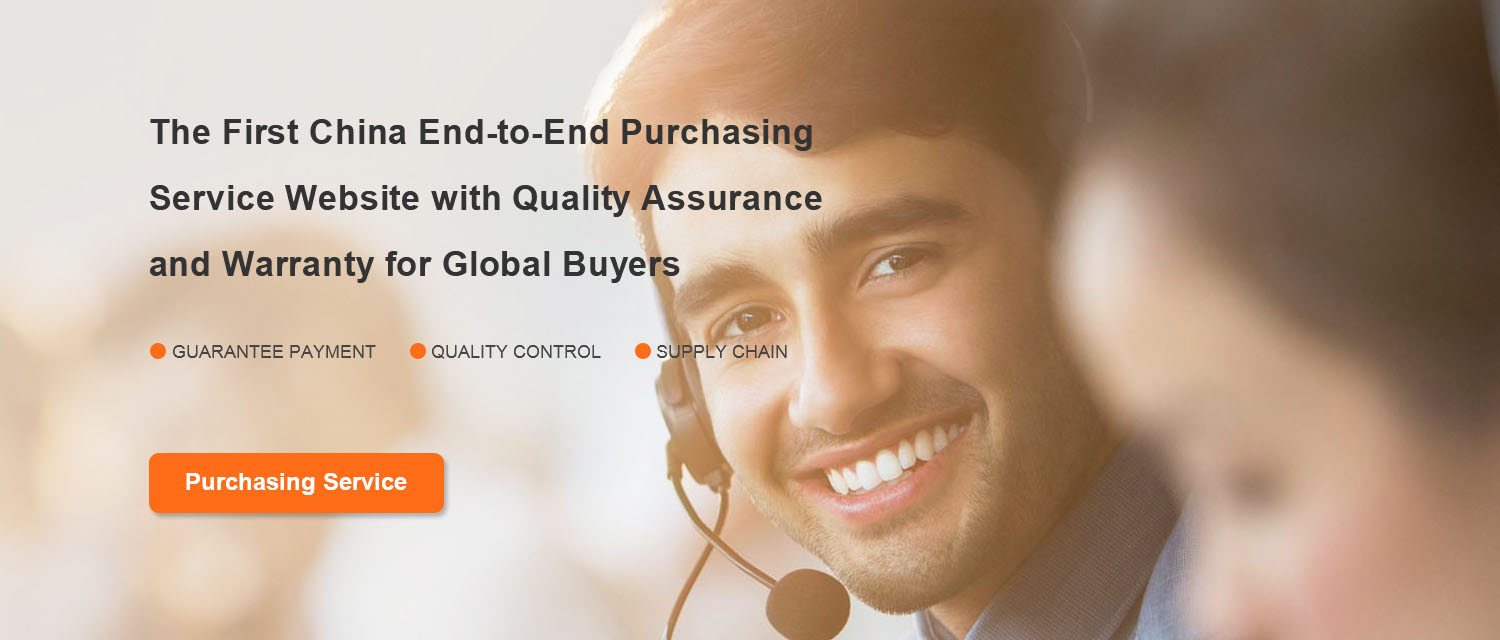 The First China End-to-End Purchasing
Service Website with Quality Assurance
and Warranty for Global Buyers
GUARANTEE PAYMENT QUALITY CONTROL SUPPLY CHAIN
Purchasing Service